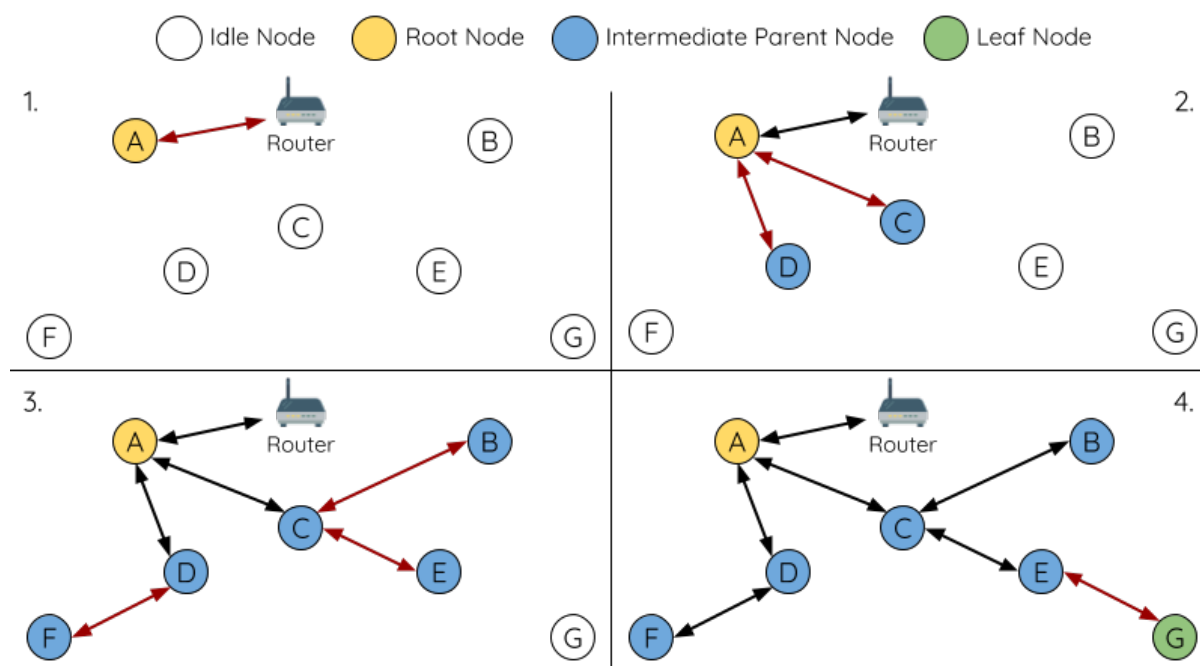 Idle Node Root Node Intermediate Parent Node Leaf Node
1.
A
Router
B
C
D
E
F
G
2.
A
Router
B
C
D
E
F
G
3.
A
Router
B
C
D
E
F
G
4.
A
Router
B
C
D
E
F
G